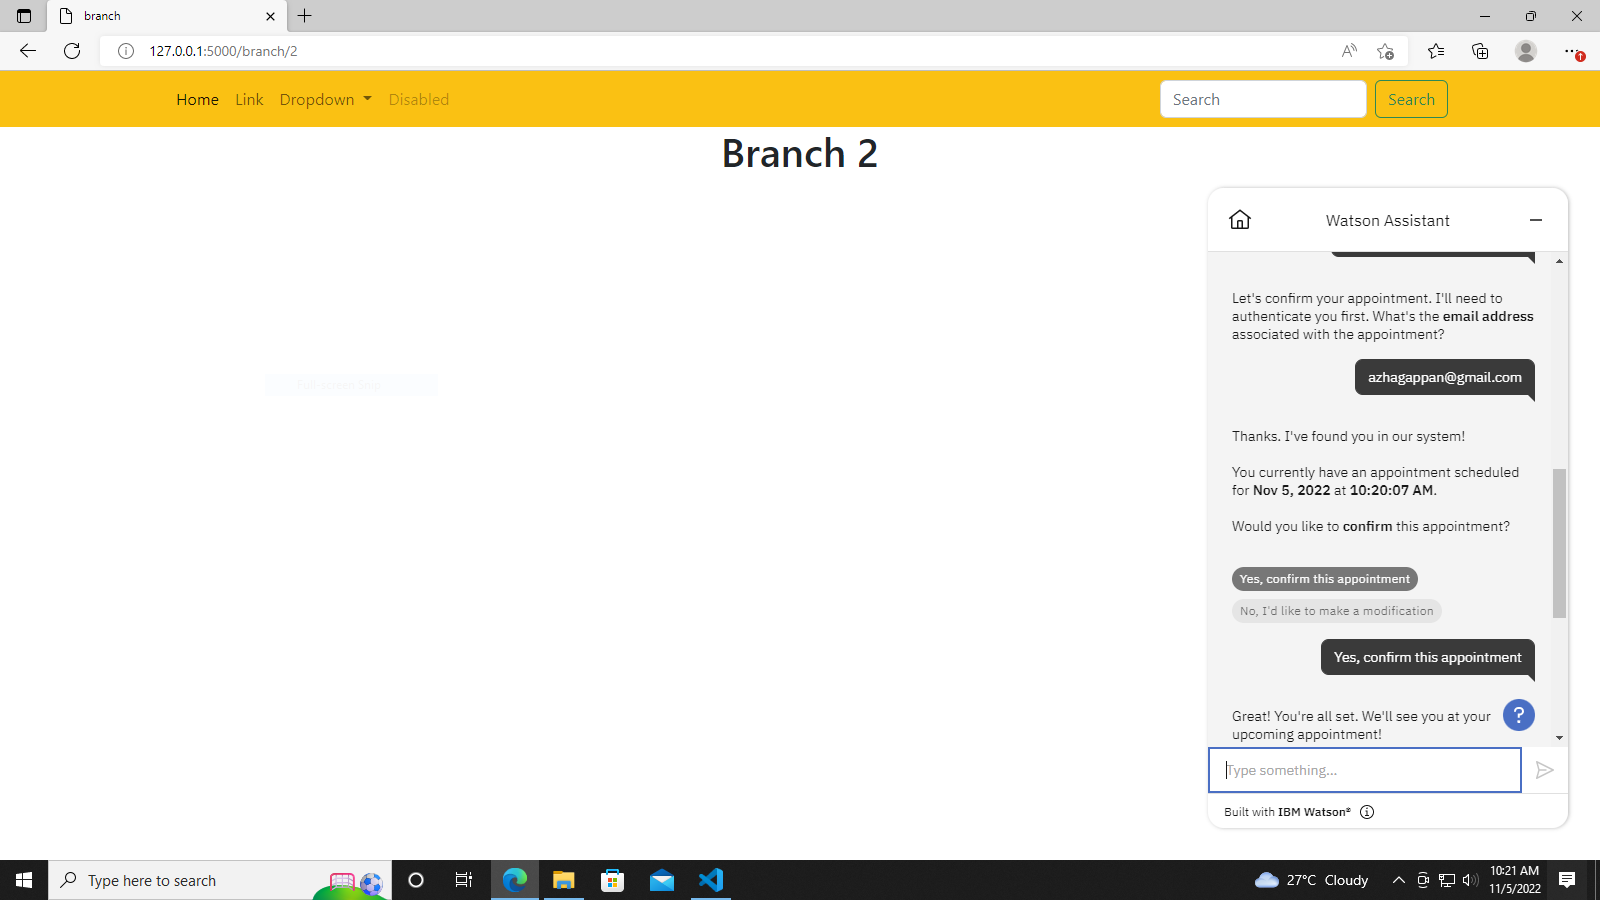 branch
127.0.0.1:5000/branch/2
Home Link Dropdown Disabled Search Search
Branch 2
Watson Assistant
Let's confirm your appointment. I'll need to
authenticate you first. What's the email address
associated with the appointment?
azhagappan@gmail.com
Thanks. I've found you in our system!
You currently have an appointment scheduled
for Nov 5, 2022 at 10:20:07 AM.
Would you like to confirm this appointment?
Yes, confirm this appointment
No, I'd like to make a modification
Yes, confirm this appointment
Great! You're all set. We'll see you at your
upcoming appointment!
?
Type something...
Built with IBM Watson®
Type here to search
27°C Cloudy
10:21 AM
11/5/2022